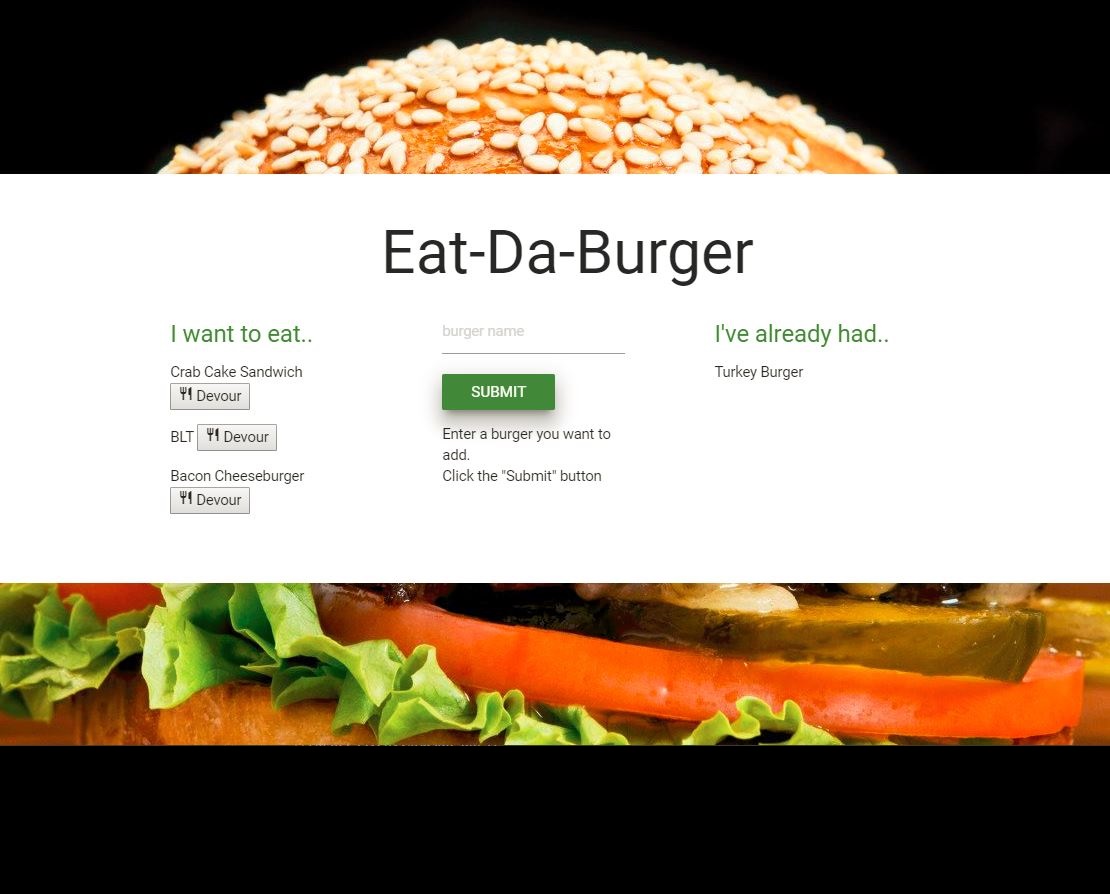 Eat-Da-Burger
I want to eat..
Crab Cake Sandwich
Devour
BLT Devour
Bacon Cheeseburger
Devour
burger name
SUBMIT
Enter a burger you want to
add.
Click the "Submit" button
I've already had..
Turkey Burger